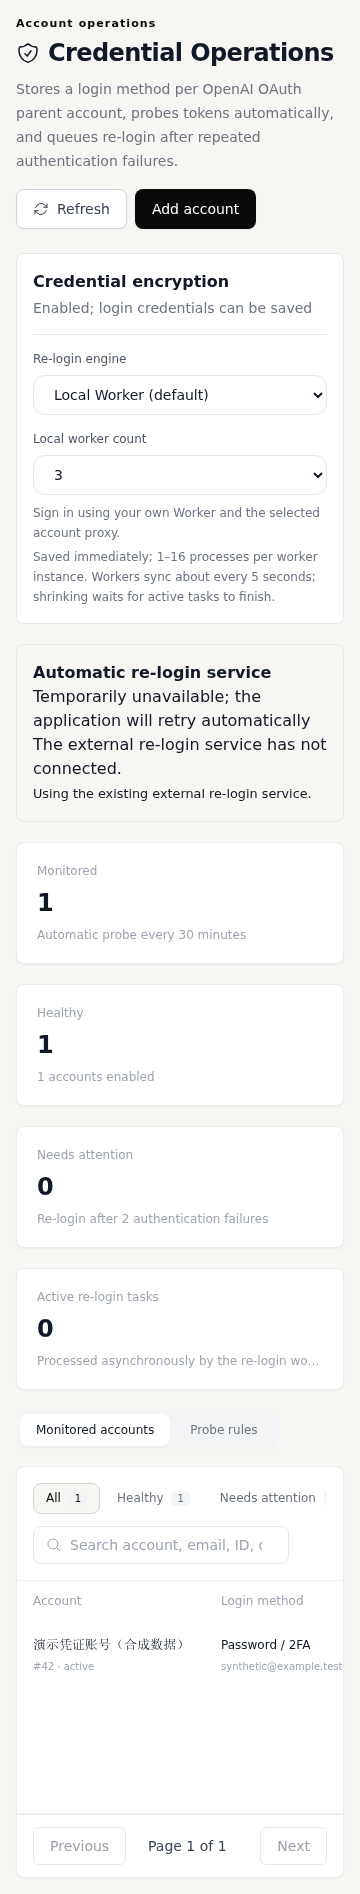 Account operations
Credential Operations
Stores a login method per OpenAI OAuth
parent account, probes tokens automatically,
and queues re-login after repeated
authentication failures.
Refresh
Add account
Credential encryption
Enabled; login credentials can be saved
Re-login engine
Local Worker (default)
Local worker count
3
Sign in using your own Worker and the selected
account proxy.
Saved immediately; 1–16 processes per worker
instance. Workers sync about every 5 seconds;
shrinking waits for active tasks to finish.
Automatic re-login service
Temporarily unavailable; the
application will retry automatically
The external re-login service has not
connected.
Using the existing external re-login service.
Monitored
1
Automatic probe every 30 minutes
Healthy
1
1 accounts enabled
Needs attention
0
Re-login after 2 authentication failures
Active re-login tasks
0
Processed asynchronously by the re-login wo...
Monitored accounts
Probe rules
All 1
Healthy 1
Needs attention
Search account, email, ID, c
Account
Login method
演示凭证账号（合成数据）
Password / 2FA
#42 · active
synthetic@example.test
Previous
Page 1 of 1
Next